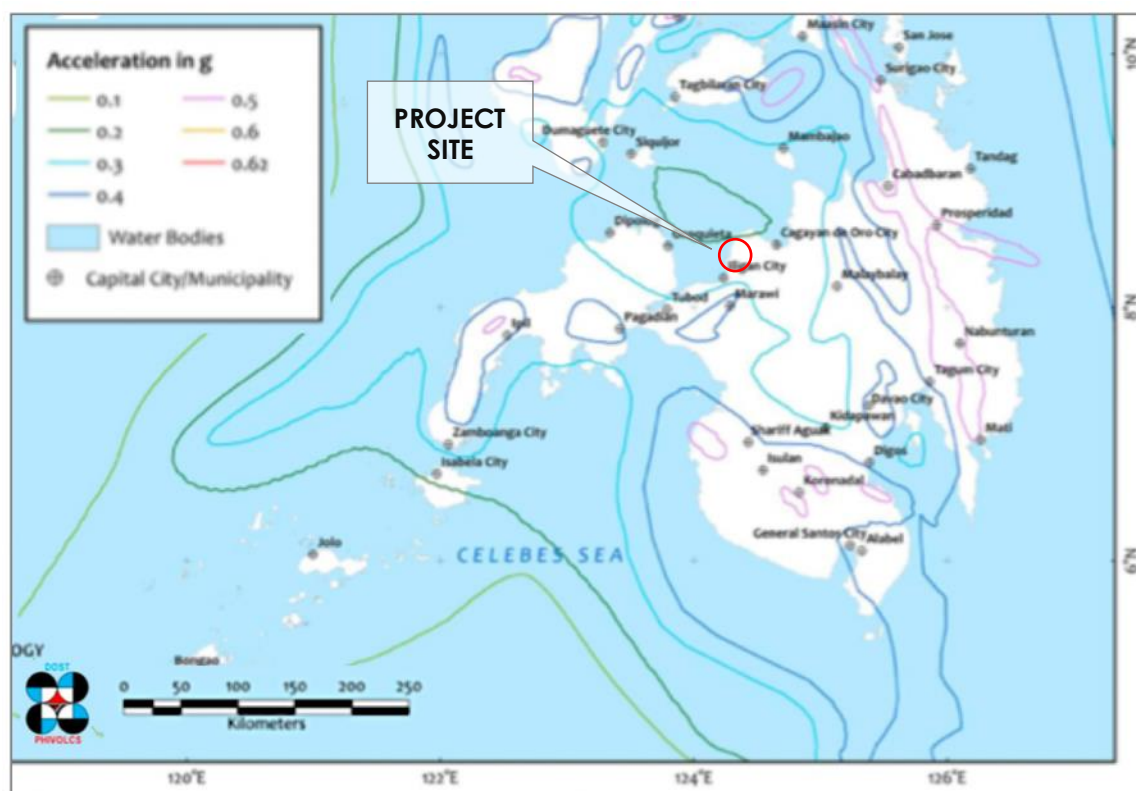 Acceleration in g
0.1
0.5
0.2
0.6
0.3
0.62
0.4
Water Bodies
Capital City/Municipality
PROJECT
SITE
Maasin City
San Jose
Surigao City
Tagbilaran City
Dumaguete City
Siquijor
Mambajao
Tandag
Cabadbaran
Prosperidad
Dipolog
Cagayan de Oro City
Iligan City
Malaybalay
Tubod
Marawi
Pagadian
Ipil
Nabunturan
Tagum City
Davao City
Kidapawan
Zamboanga City
Shariff Aguak
Mati
Isabela City
Isulan
Digos
Koronadal
General Santos City
Alabel
Jolo
CELEBES SEA
Bongao
OGY
DOST
PHIVOLCS
0 50 100 150 200 250
Kilometers
10°N
8°N
6°N
120°E
122°E
124°E
126°E